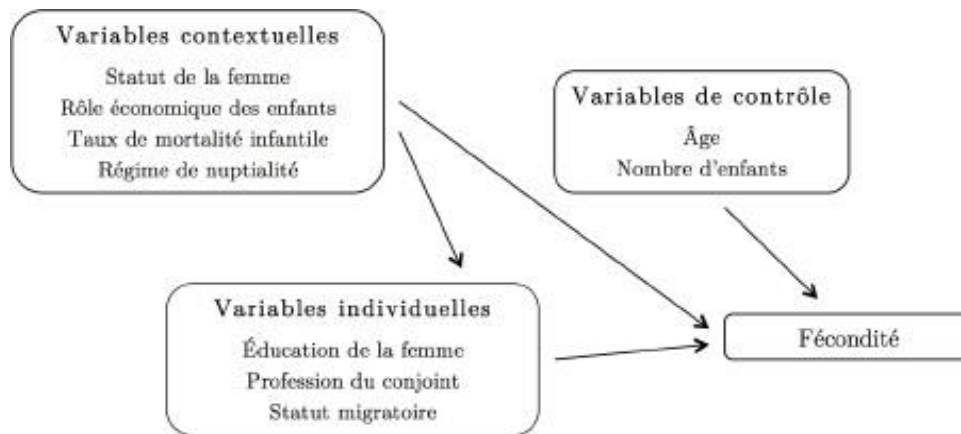 Variables contextuelles
Statut de la femme
Rôle économique des enfants
Taux de mortalité infantile
Régime de nuptialité
Variables de contrôle
Âge
Nombre d'enfants
Variables individuelles
Éducation de la femme
Profession du conjoint
Statut migratoire
Fécondité